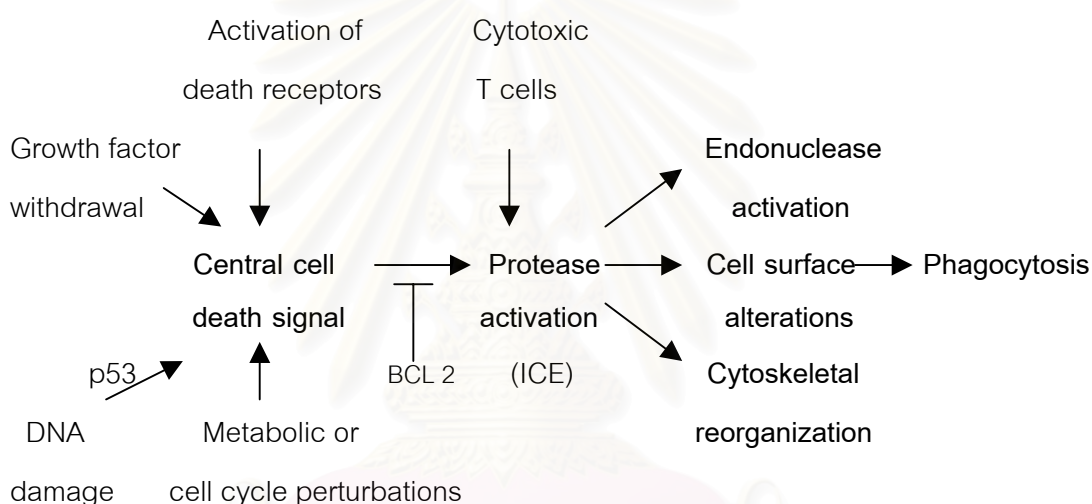 Activation of
death receptors
Cytotoxic
T cells
Growth factor
withdrawal
Endonuclease
activation
Central cell
death signal
Protease
activation
(ICE)
Cell surface
alterations
Phagocytosis
p53
BCL 2
Cytoskeletal
reorganization
DNA
damage
Metabolic or
cell cycle perturbations